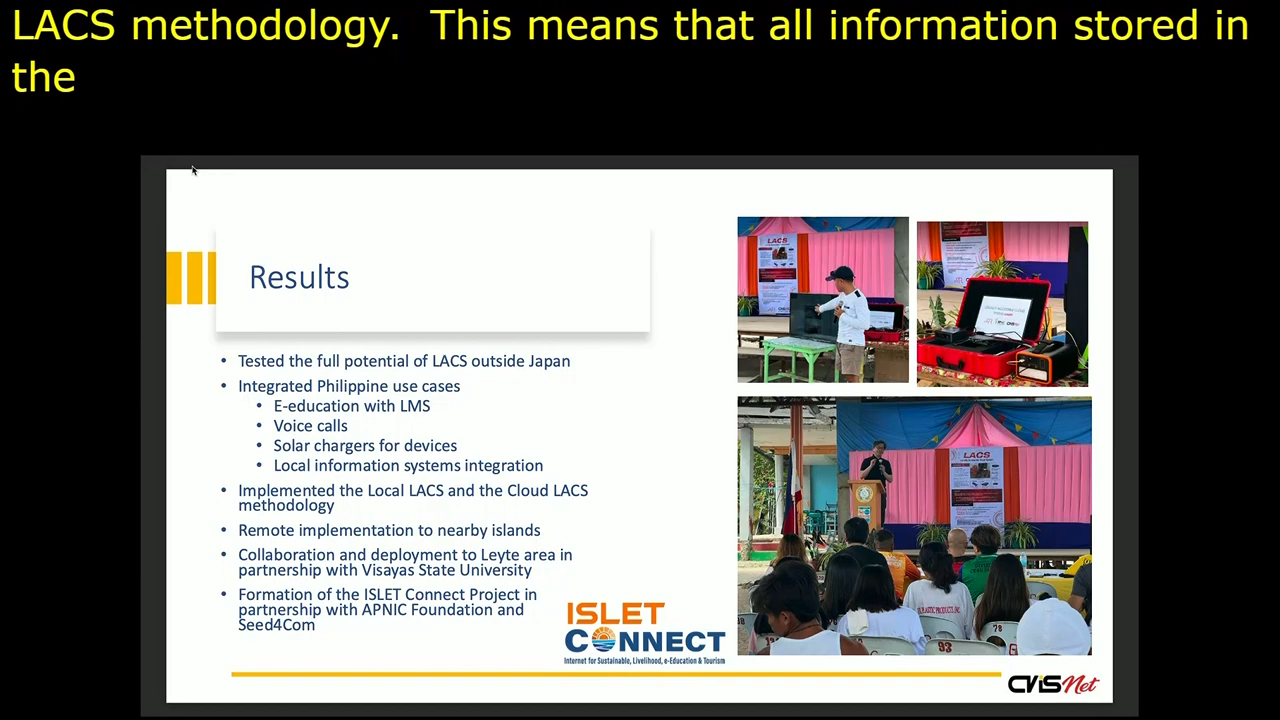 LACS methodology.  This means that all information stored in
the
Results
• Tested the full potential of LACS outside Japan
• Integrated Philippine use cases
• E-education with LMS
• Voice calls
• Solar chargers for devices
• Local information systems integration
• Implemented the Local LACS and the Cloud LACS
methodology
• Remote implementation to nearby islands
• Collaboration and deployment to Leyte area in
partnership with Visayas State University
• Formation of the ISLET Connect Project in
partnership with APNIC Foundation and
Seed4Com
ISLET
CONNECT
Internet for Sustainable, Livelihood, e-Education & Tourism
LACS
LACS
93
78
CVISNet